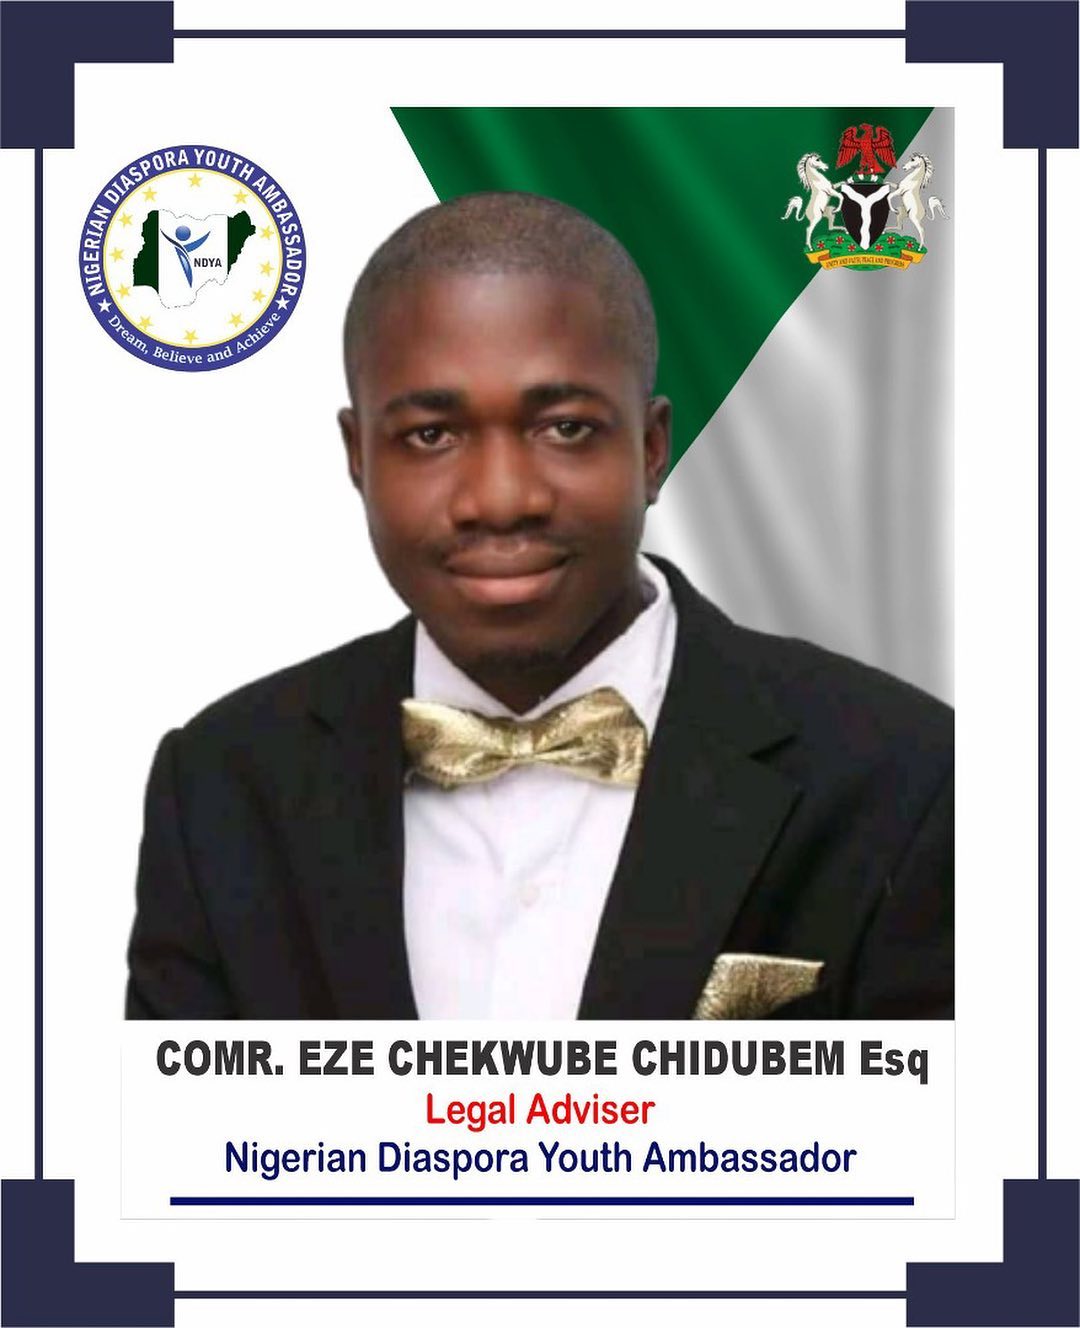 NIGERIAN DIASPORA YOUTH AMBASSADOR
NDYA
Dream, Believe and Achieve
UNITY AND FAITH, PEACE AND PROGRESS
COMR. EZE CHEKWUBE CHIDUBEM Esq
Legal Adviser
Nigerian Diaspora Youth Ambassador